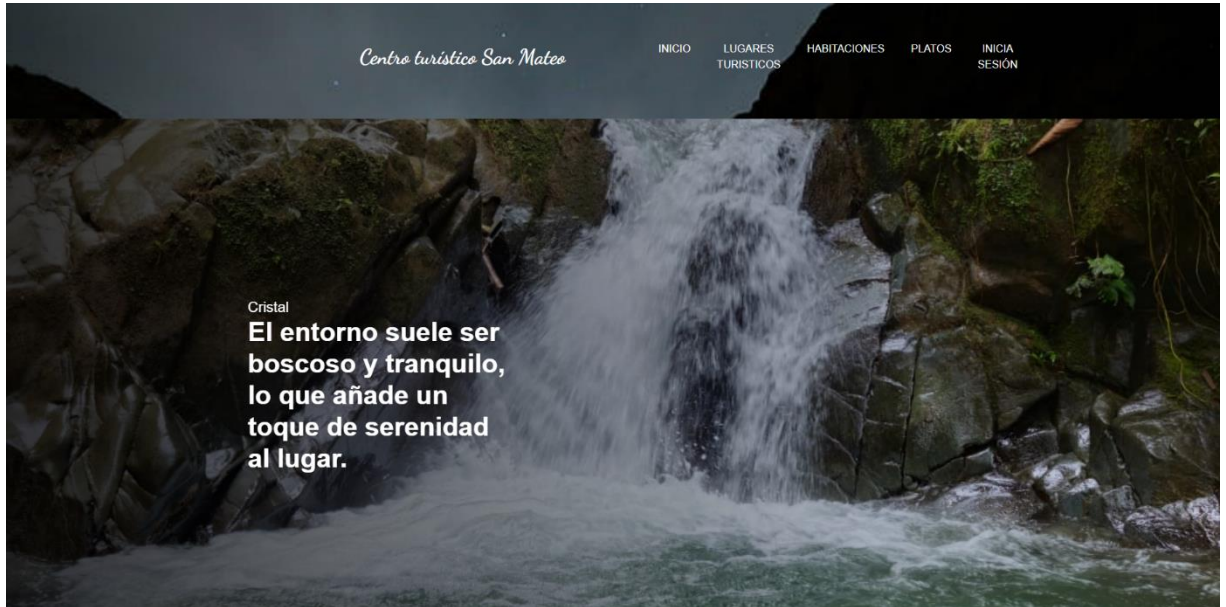 Centro turístico San Mateo
INICIO
LUGARES
TURISTICOS
HABITACIONES
PLATOS
INICIA
SESIÓN
Cristal
El entorno suele ser
boscoso y tranquilo,
lo que añade un
toque de serenidad
al lugar.